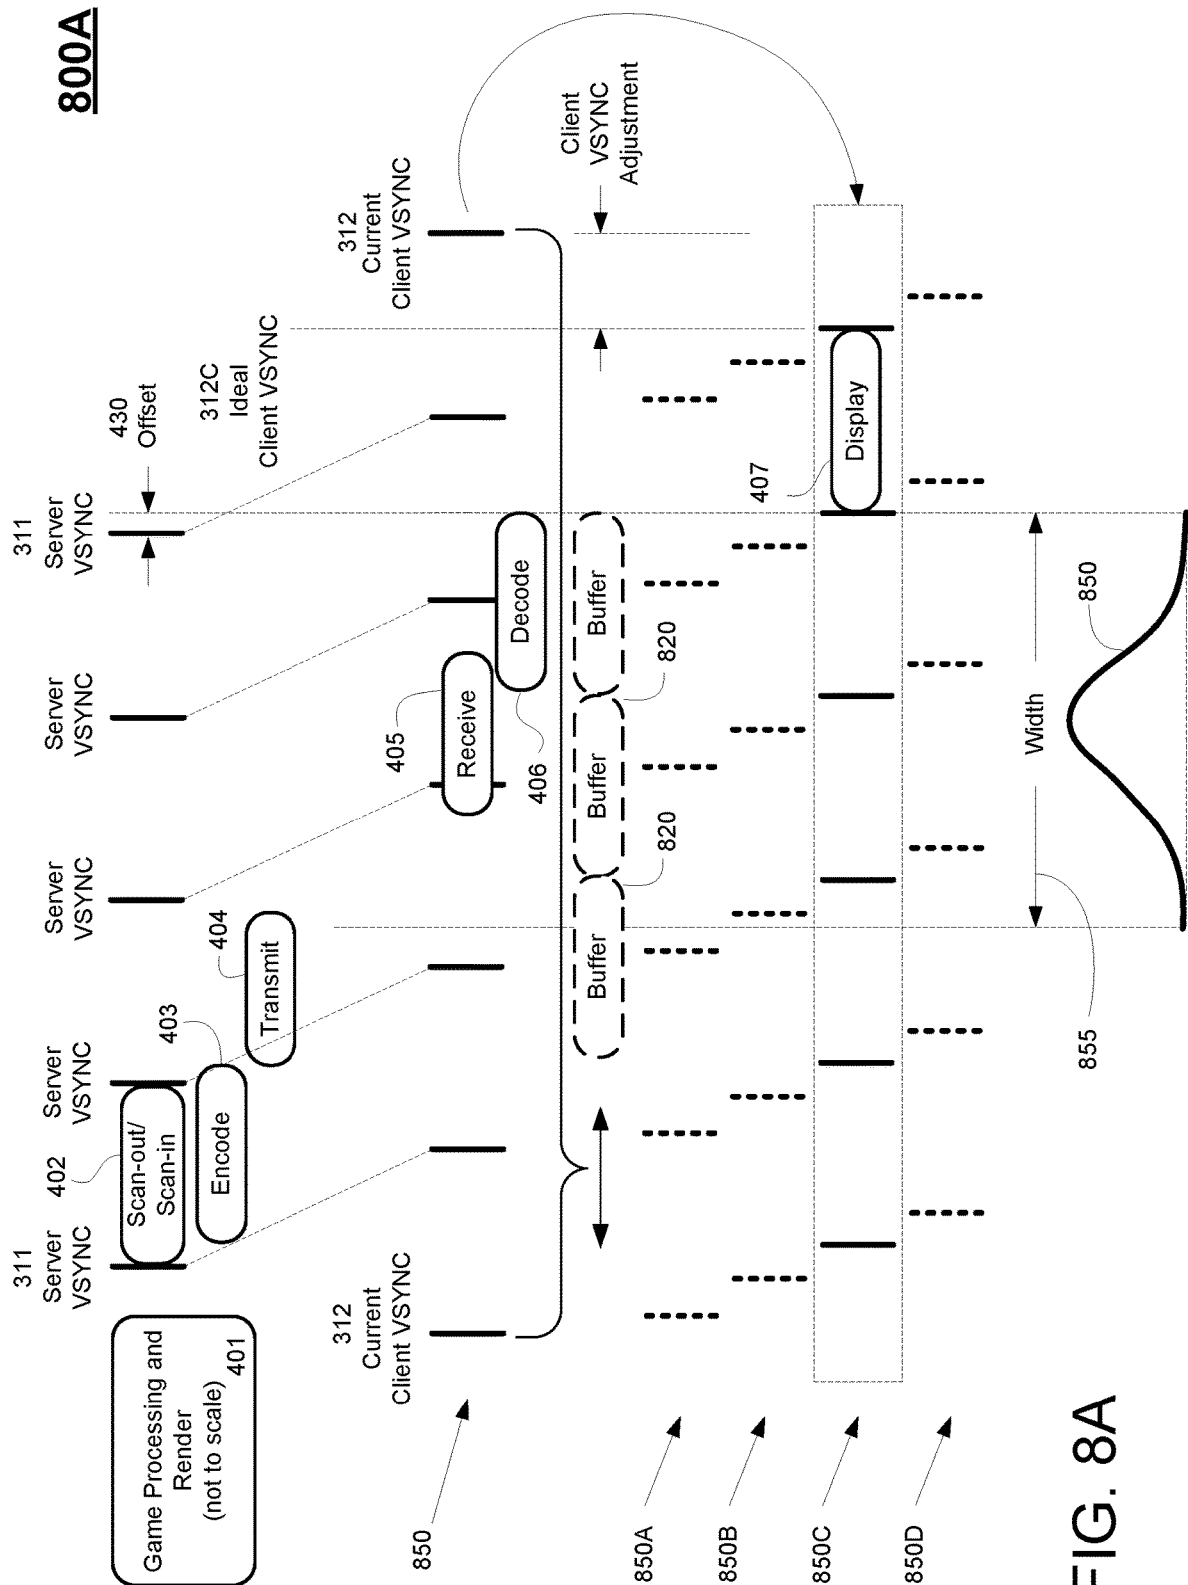 800A
311
Server
VSYNC
Server
VSYNC
Server
VSYNC
Server
VSYNC
311
Server
VSYNC
430
Offset
Game Processing and
Render
(not to scale)
401
402
Scan-out/
Scan-in
403
Encode
404
Transmit
312C
Ideal
Client VSYNC
312
Current
Client VSYNC
312
Current
Client VSYNC
850
405
Receive
406
Decode
Client
VSYNC
Adjustment
Buffer
Buffer
Buffer
820
820
850A
850B
850C
407
Display
850D
Width
855
850
FIG. 8A